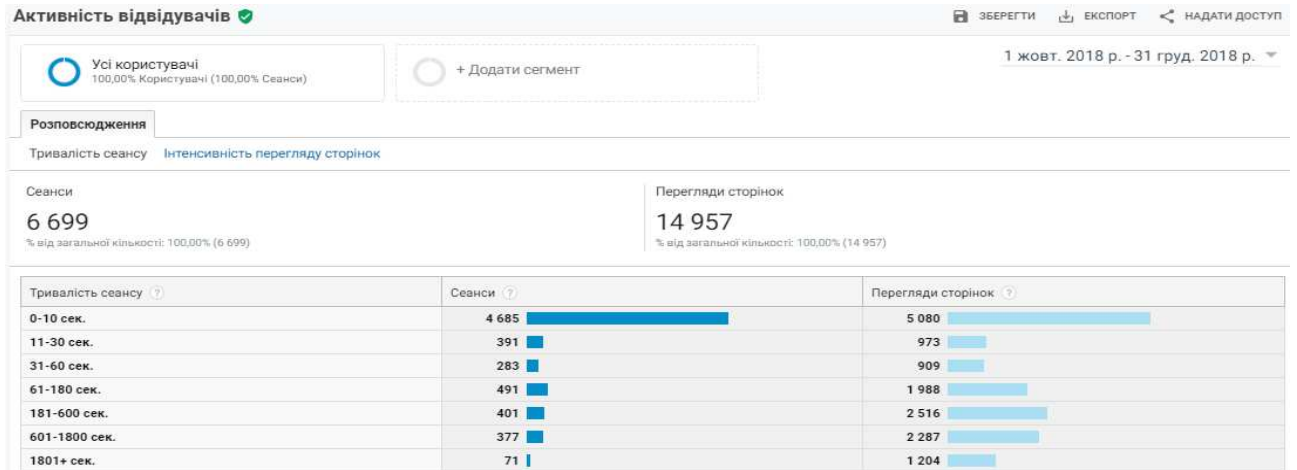 Активність відвідувачів
ЗБЕРЕГТИ ЕКСПОРТ НАДАТИ ДОСТУП
Усі користувачі
100,00% Користувачі (100,00% Сеанси)
+ Додати сегмент
1 жовт. 2018 р. - 31 груд. 2018 р.
Розповсюдження
Тривалість сеансу Інтенсивність перегляду сторінок
Сеанси Перегляди сторінок
6 699 14 957
% від загальної кількості: 100,00% (6 699) % від загальної кількості: 100,00% (14 957)
Тривалість сеансу ? Сеанси ? Перегляди сторінок ?
0-10 сек. 4 685 5 080
11-30 сек. 391 973
31-60 сек. 283 909
61-180 сек. 491 1 988
181-600 сек. 401 2 516
601-1800 сек. 377 2 287
1801+ сек. 71 1 204